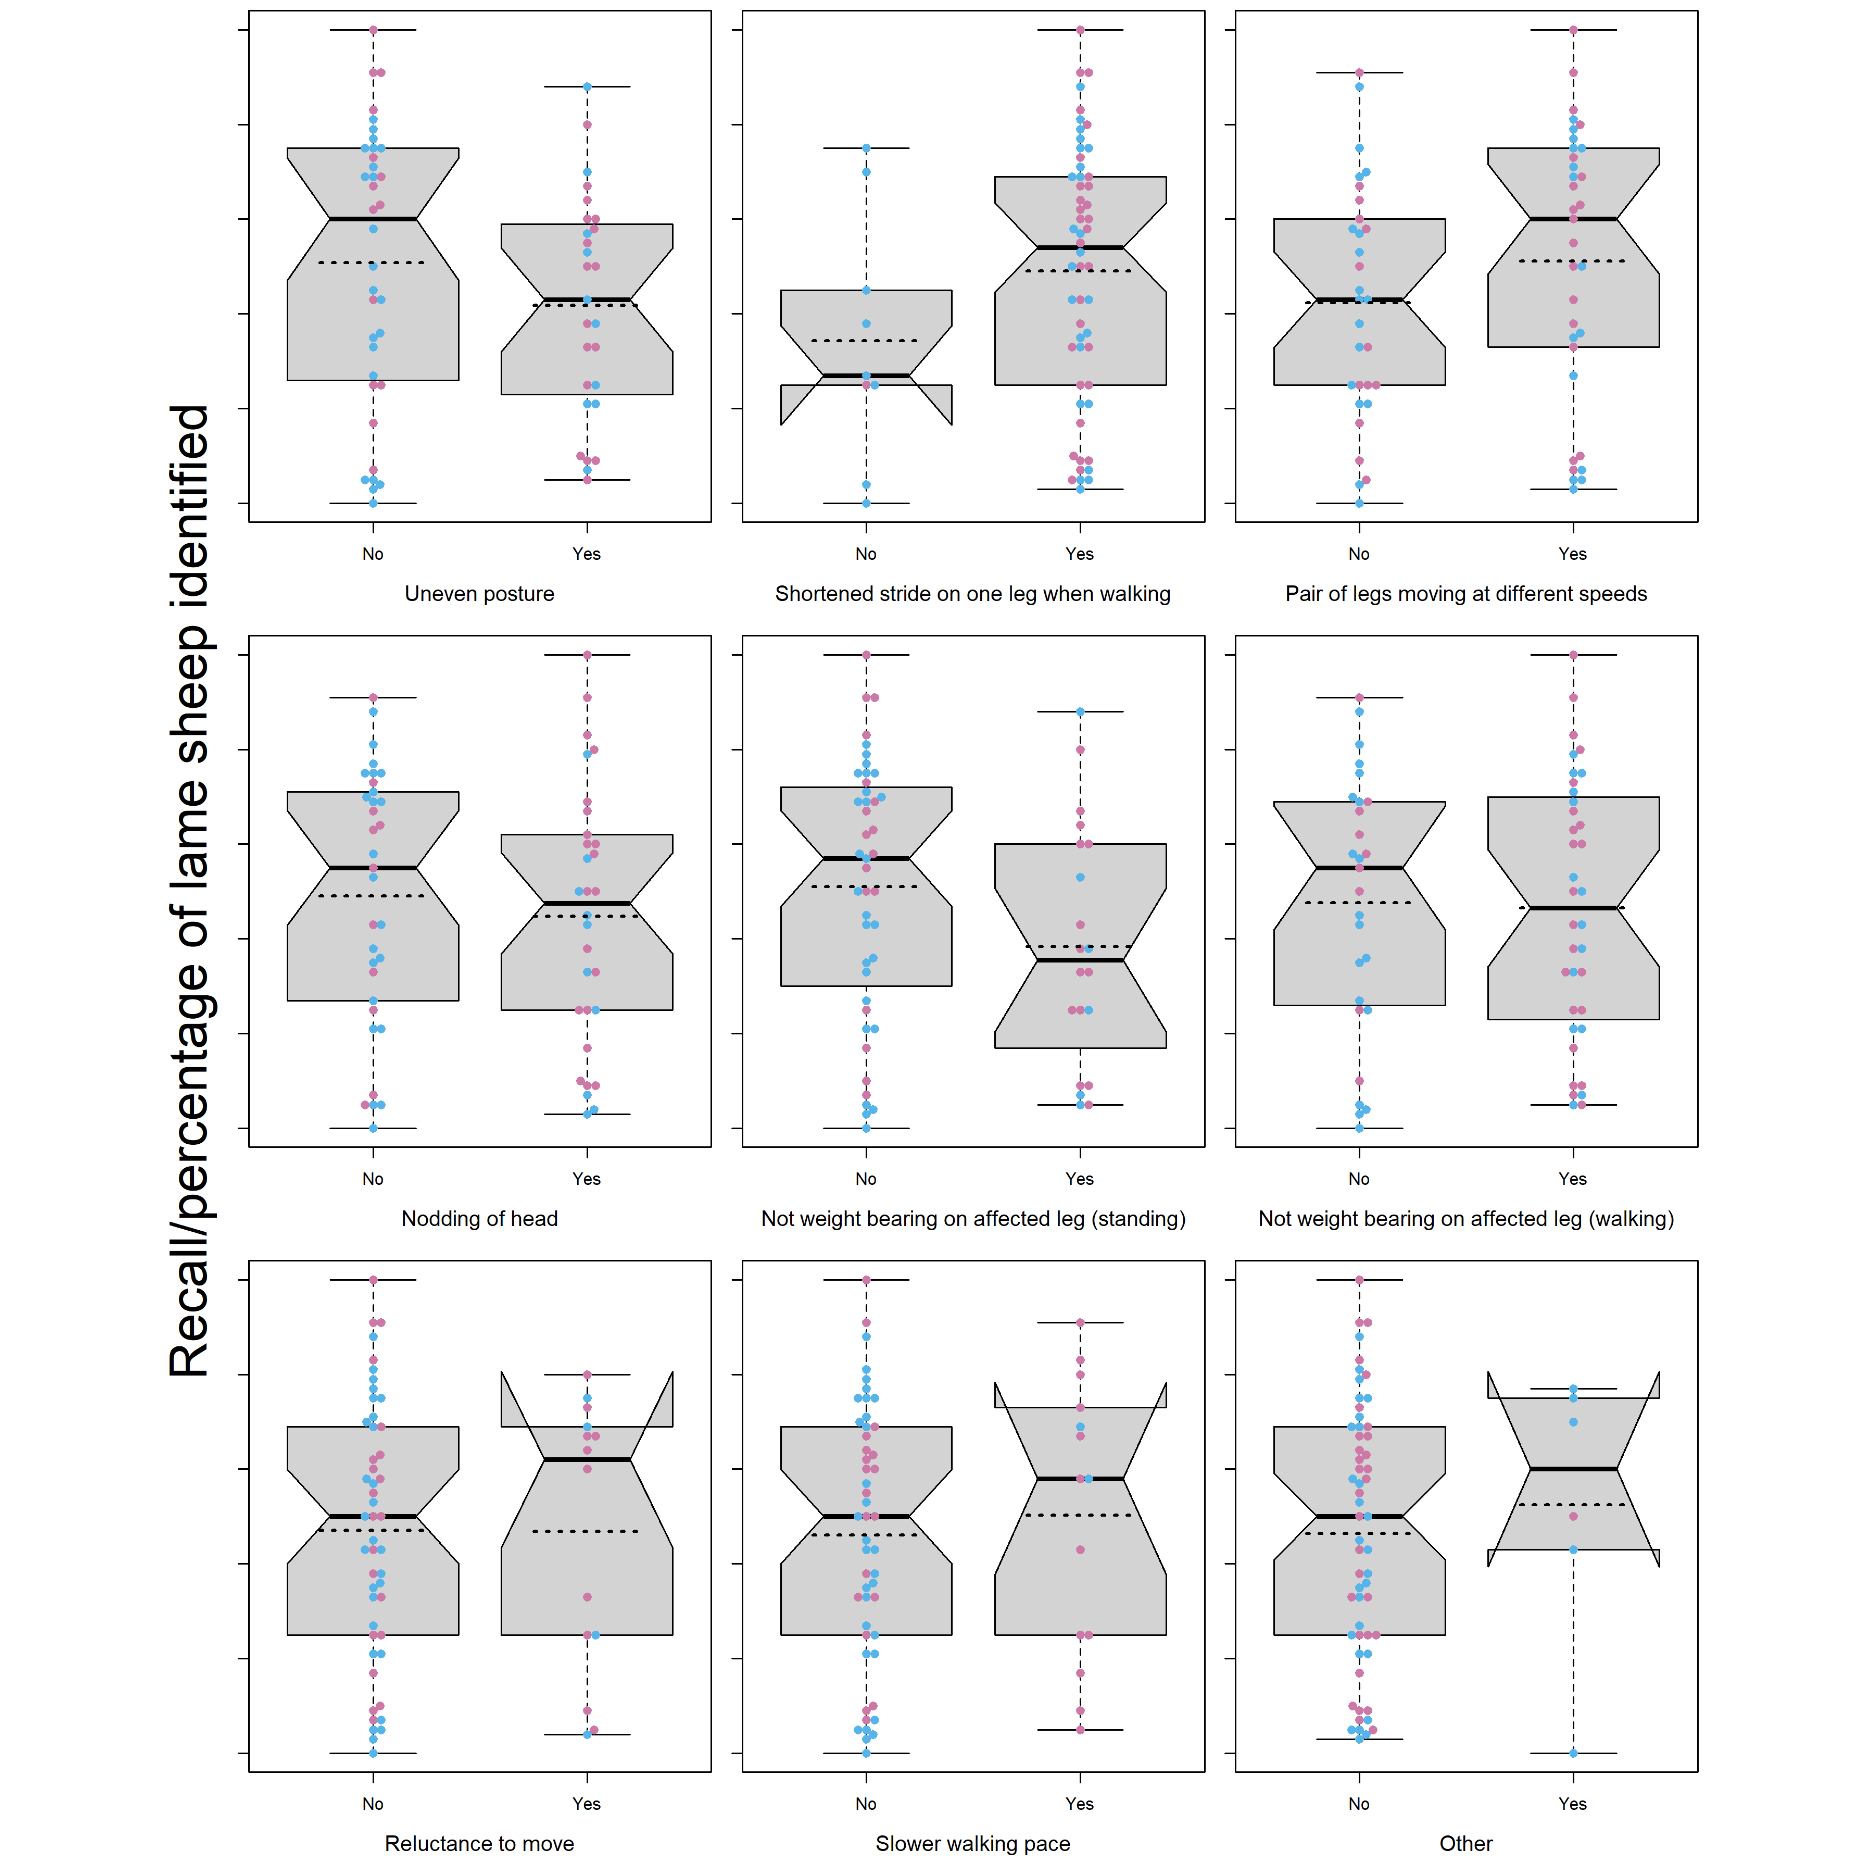 Recall/percentage of lame sheep identified
No Yes No Yes No Yes
Uneven posture Shortened stride on one leg when walking Pair of legs moving at different speeds
No Yes No Yes No Yes
Nodding of head Not weight bearing on affected leg (standing) Not weight bearing on affected leg (walking)
No Yes No Yes No Yes
Reluctance to move Slower walking pace Other